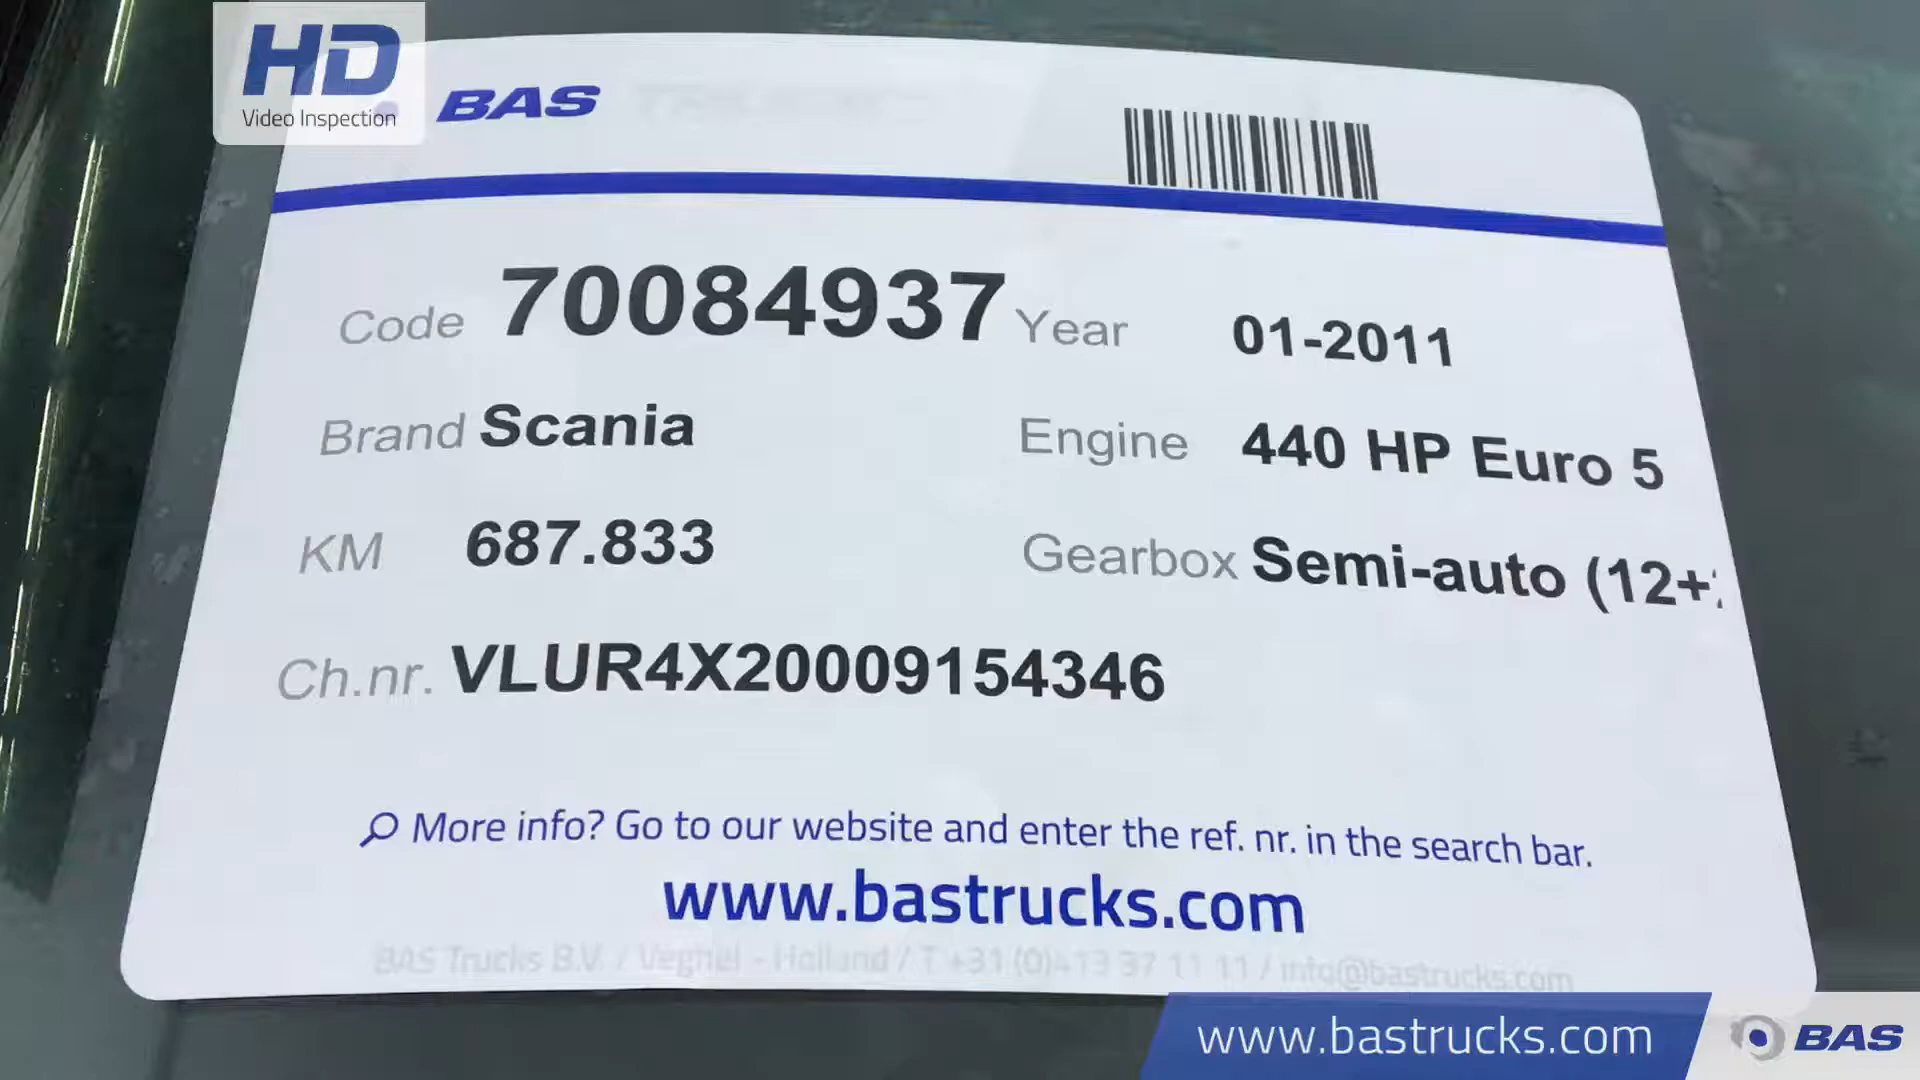 HD
Video Inspection
BAS TRUCKS
Code 70084937 Year 01-2011
Brand Scania Engine 440 HP Euro 5
KM 687.833 Gearbox Semi-auto (12+
Ch.nr. VLUR4X20009154346
More info? Go to our website and enter the ref. nr. in the search bar.
www.bastrucks.com
BAS Trucks B.V. / Veghel - Holland / T +31 (0)413 37 11 11 / info@bastrucks.com
www.bastrucks.com BAS